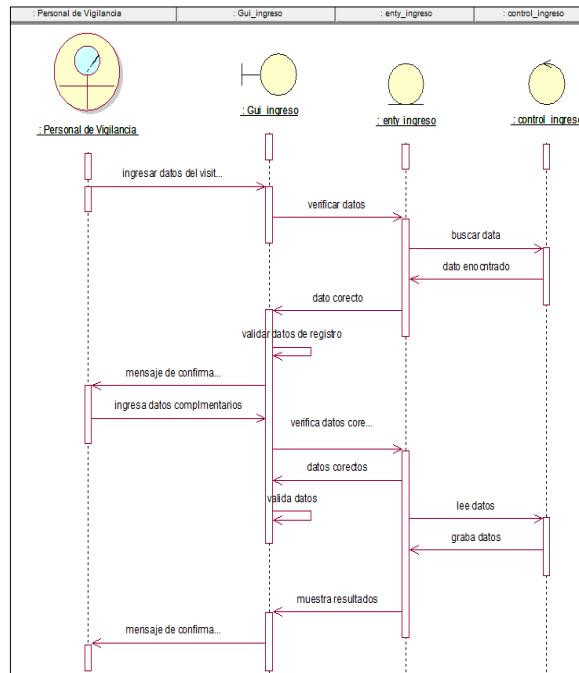 : Personal de Vigilancia
: Gui_ingreso
: enty_ingreso
: control_ingreso
: Personal de Vigilancia
: Gui_ingreso
: enty_ingreso
: control_ingreso
ingresar datos del visit...
verificar datos
buscar data
dato enocntrado
dato corecto
validar datos de registro
mensaje de confirma...
ingresa datos complmentarios
verifica datos core...
datos corectos
valida datos
lee datos
graba datos
muestra resultados
mensaje de confirma...